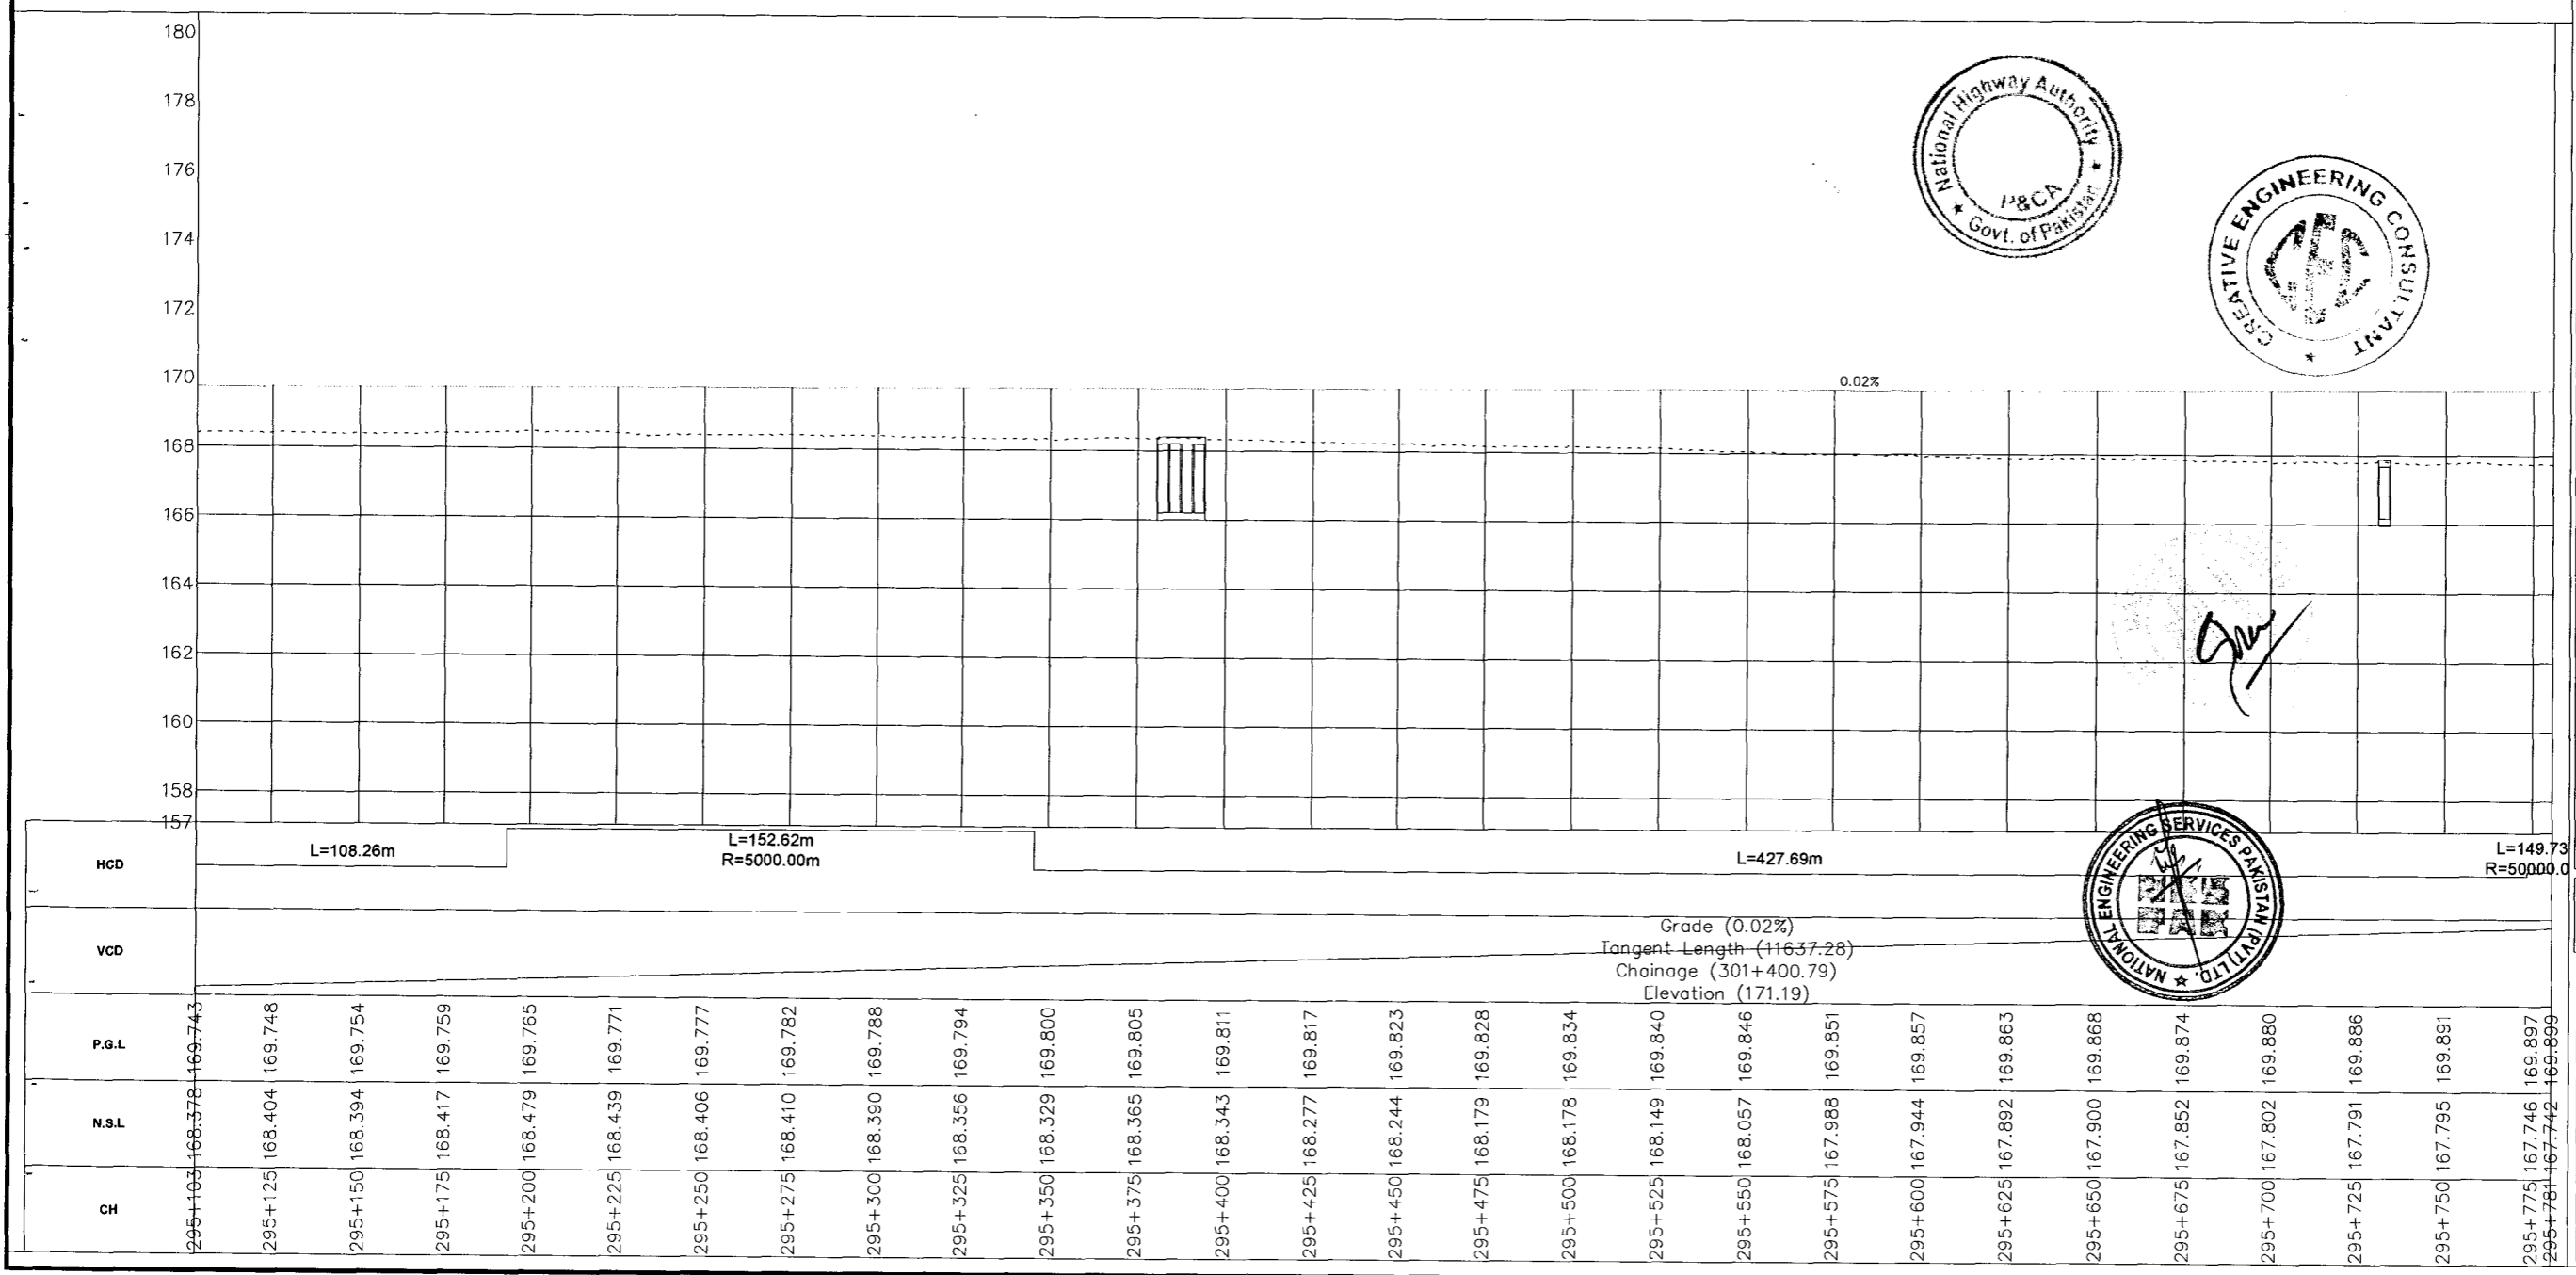 180
178
176
174
172
170
168
166
164
162
160
158
157
National Highway Authority
P&CA
★ Govt. of Pakistan ★
CREATIVE ENGINEERING CONSULTANT ★
0.02%
HCD
L=108.26m
L=152.62m
R=5000.00m
L=427.69m
L=149.73
R=50000.0
NATIONAL ENGINEERING SERVICES PAKISTAN (PVT) LTD. ☆
VCD
Grade (0.02%)
Tangent Length (11637.28)
Chainage (301+400.79)
Elevation (171.19)
P.G.L 169.743 169.748 169.754 169.759 169.765 169.771 169.777 169.782 169.788 169.794 169.800 169.805 169.811 169.817 169.823 169.828 169.834 169.840 169.846 169.851 169.857 169.863 169.868 169.874 169.880 169.886 169.891 169.897 169.899
N.S.L 168.378 168.404 168.394 168.417 168.479 168.439 168.406 168.410 168.390 168.356 168.329 168.365 168.343 168.277 168.244 168.179 168.178 168.149 168.057 167.988 167.944 167.892 167.900 167.852 167.802 167.791 167.795 167.746 167.742
CH 295+103 295+125 295+150 295+175 295+200 295+225 295+250 295+275 295+300 295+325 295+350 295+375 295+400 295+425 295+450 295+475 295+500 295+525 295+550 295+575 295+600 295+625 295+650 295+675 295+700 295+725 295+750 295+775 295+781